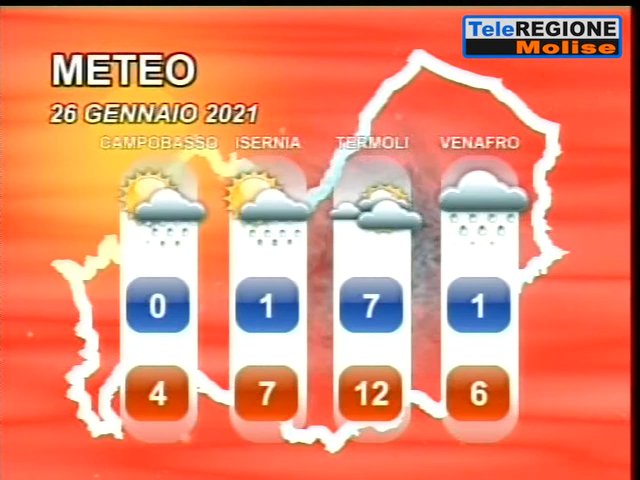 TeleREGIONE
Molise
METEO
26 GENNAIO 2021
CAMPOBASSO ISERNIA TERMOLI VENAFRO
0 1 7 1
4 7 12 6